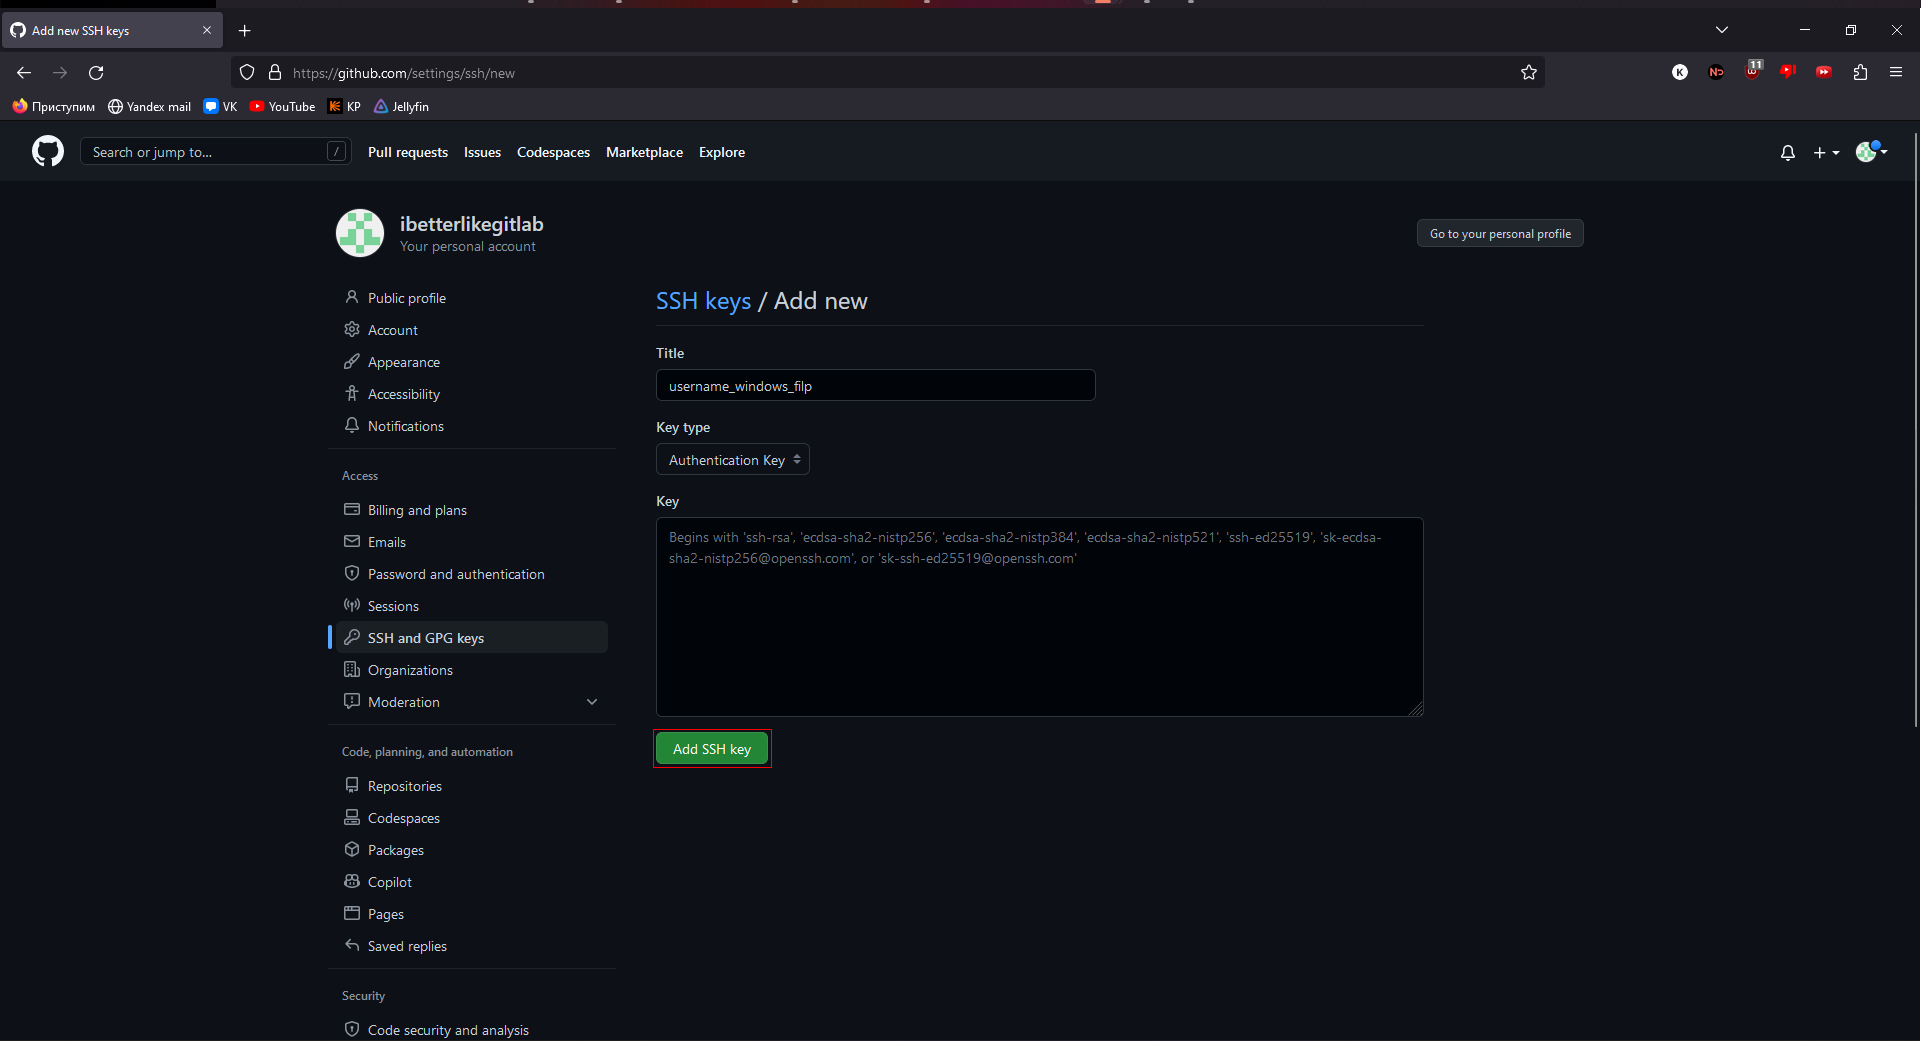 Add new SSH keys
https://github.com/settings/ssh/new
K
ND
11
Приступим
Yandex mail
VK
YouTube
КР
Jellyfin
Search or jump to...
/
Pull requests
Issues
Codespaces
Marketplace
Explore
ibetterlikegitlab
Your personal account
Go to your personal profile
Public profile
Account
Appearance
Accessibility
Notifications
Access
Billing and plans
Emails
Password and authentication
Sessions
SSH and GPG keys
Organizations
Moderation
Code, planning, and automation
Repositories
Codespaces
Packages
Copilot
Pages
Saved replies
Security
Code security and analysis
SSH keys / Add new
Title
username_windows_filp
Key type
Authentication Key
Key
Begins with 'ssh-rsa', 'ecdsa-sha2-nistp256', 'ecdsa-sha2-nistp384', 'ecdsa-sha2-nistp521', 'ssh-ed25519', 'sk-ecdsa-
sha2-nistp256@openssh.com', or 'sk-ssh-ed25519@openssh.com'
Add SSH key